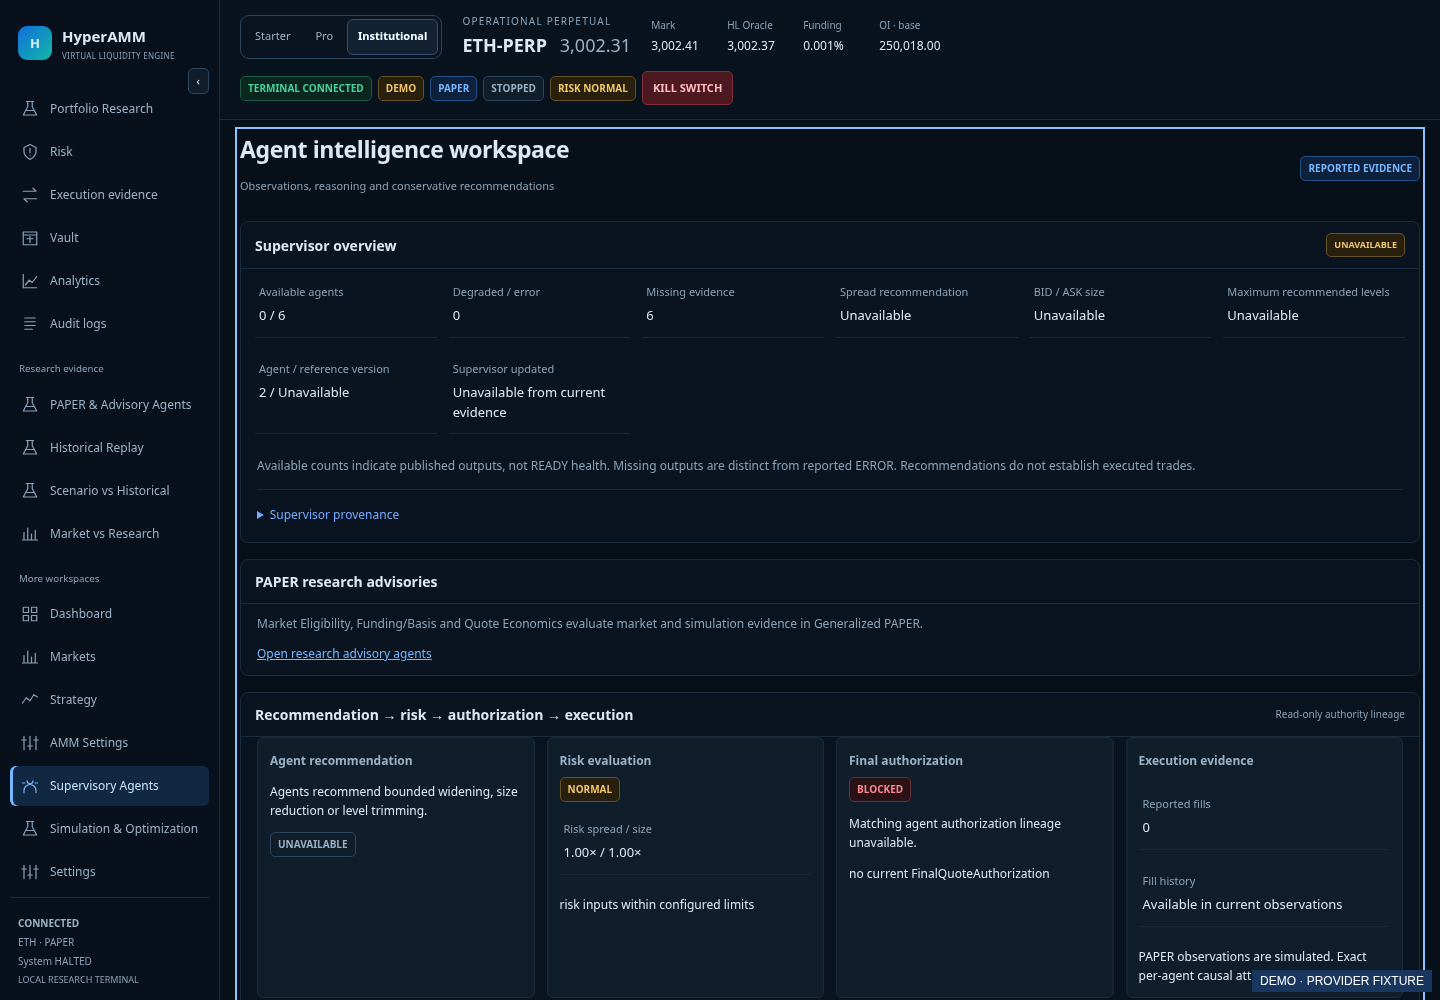 H
HyperAMM
VIRTUAL LIQUIDITY ENGINE
‹
Portfolio Research
Risk
Execution evidence
Vault
Analytics
Audit logs
Research evidence
PAPER & Advisory Agents
Historical Replay
Scenario vs Historical
Market vs Research
More workspaces
Dashboard
Markets
Strategy
AMM Settings
Supervisory Agents
Simulation & Optimization
Settings
CONNECTED
ETH · PAPER
System HALTED
LOCAL RESEARCH TERMINAL
Starter Pro Institutional
OPERATIONAL PERPETUAL
ETH-PERP 3,002.31
Mark
3,002.41
HL Oracle
3,002.37
Funding
0.001%
OI · base
250,018.00
TERMINAL CONNECTED DEMO PAPER STOPPED RISK NORMAL KILL SWITCH
Agent intelligence workspace
Observations, reasoning and conservative recommendations
REPORTED EVIDENCE
Supervisor overview
UNAVAILABLE
Available agents
0 / 6
Degraded / error
0
Missing evidence
6
Spread recommendation
Unavailable
BID / ASK size
Unavailable
Maximum recommended levels
Unavailable
Agent / reference version
2 / Unavailable
Supervisor updated
Unavailable from current
evidence
Available counts indicate published outputs, not READY health. Missing outputs are distinct from reported ERROR. Recommendations do not establish executed trades.
▶ Supervisor provenance
PAPER research advisories
Market Eligibility, Funding/Basis and Quote Economics evaluate market and simulation evidence in Generalized PAPER.
Open research advisory agents
Recommendation → risk → authorization → execution
Read-only authority lineage
Agent recommendation
Agents recommend bounded widening, size
reduction or level trimming.
UNAVAILABLE
Risk evaluation
NORMAL
Risk spread / size
1.00× / 1.00×
risk inputs within configured limits
Final authorization
BLOCKED
Matching agent authorization lineage
unavailable.
no current FinalQuoteAuthorization
Execution evidence
Reported fills
0
Fill history
Available in current observations
PAPER observations are simulated. Exact
per-agent causal att
DEMO · PROVIDER FIXTURE